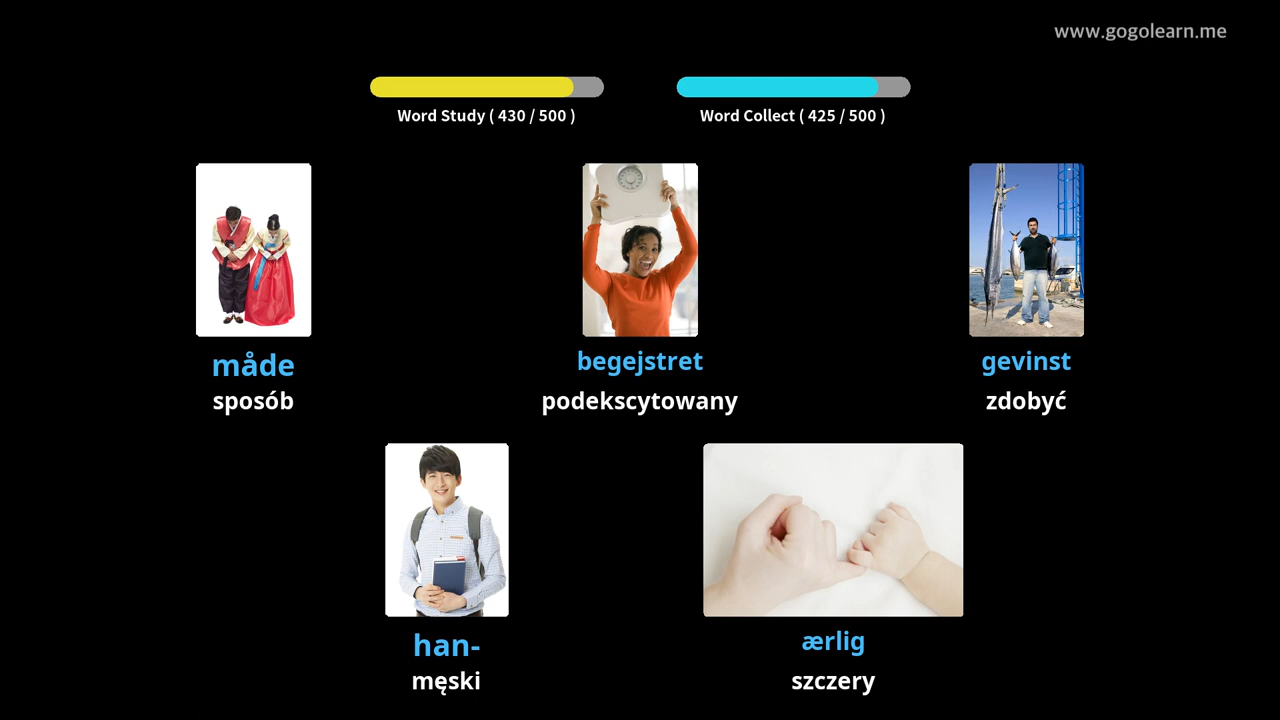 www.gogolearn.me
Word Study ( 430 / 500 )
Word Collect ( 425 / 500 )
måde
sposób
begejstret
podekscytowany
gevinst
zdobyć
han-
męski
ærlig
szczery